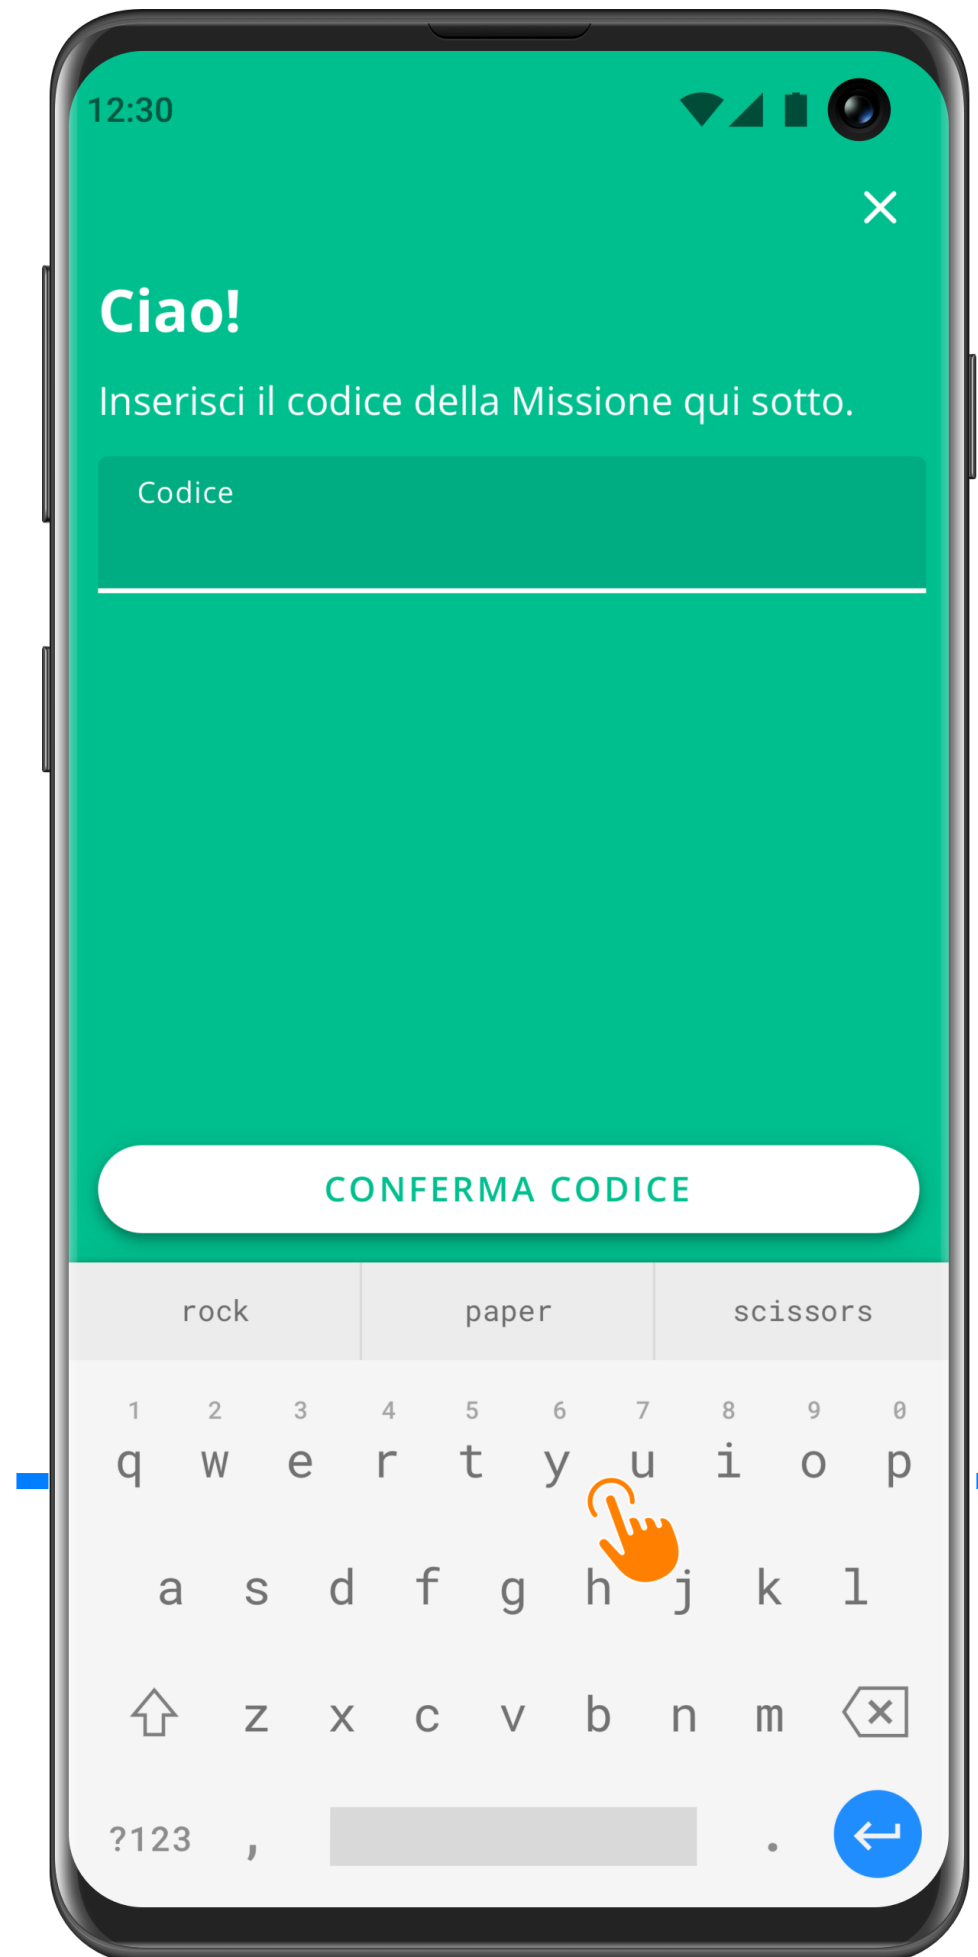 12:30
Ciao!
Inserisci il codice della Missione qui sotto.
Codice
CONFERMA CODICE
rock paper scissors
1 2 3 4 5 6 7 8 9 0
q w e r t y u i o p
a s d f g h j k l
z x c v b n m
?123 , .